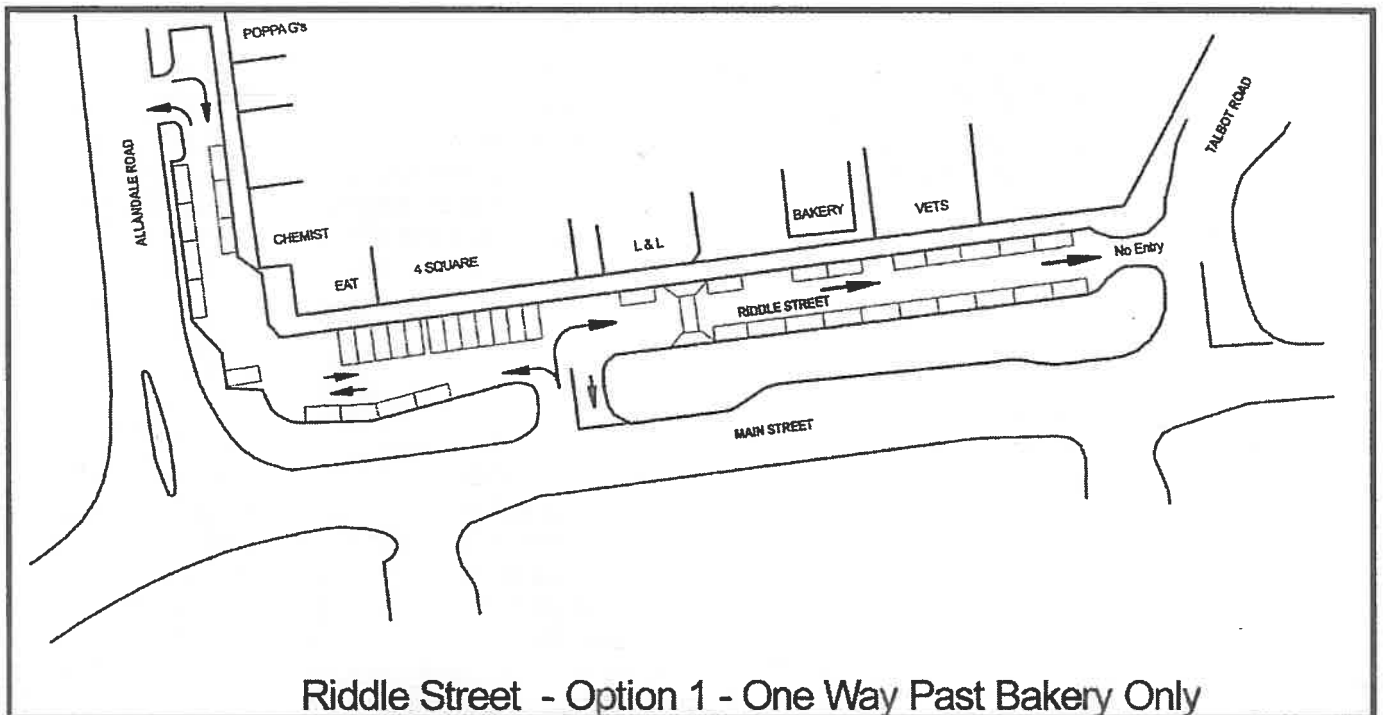 POPPA G's
ALLANDALE ROAD
TALBOT ROAD
CHEMIST
EAT
4 SQUARE
L & L
BAKERY
VETS
No Entry
RIDDLE STREET
MAIN STREET
Riddle Street - Option 1 - One Way Past Bakery Only